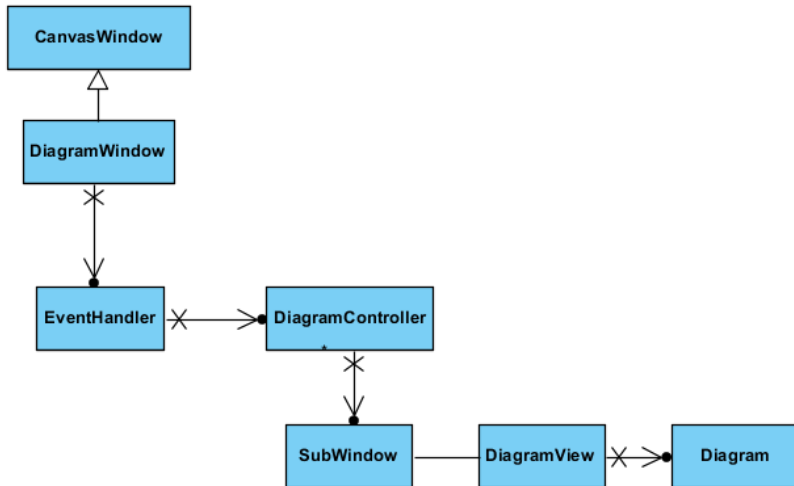 CanvasWindow
DiagramWindow
EventHandler
DiagramController
*
SubWindow
DiagramView
Diagram